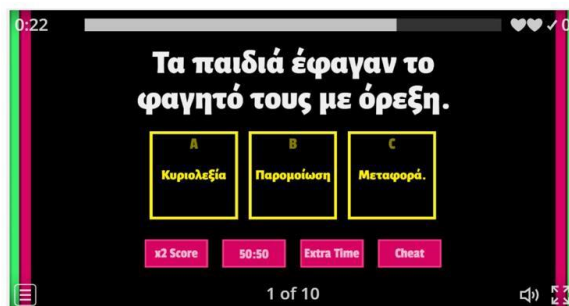 0:22
✓ 0
Τα παιδιά έφαγαν το
φαγητό τους με όρεξη.
A
B
C
Κυριολεξία
Παρομοίωση
Μεταφορά.
x2 Score
50:50
Extra Time
Cheat
1 of 10